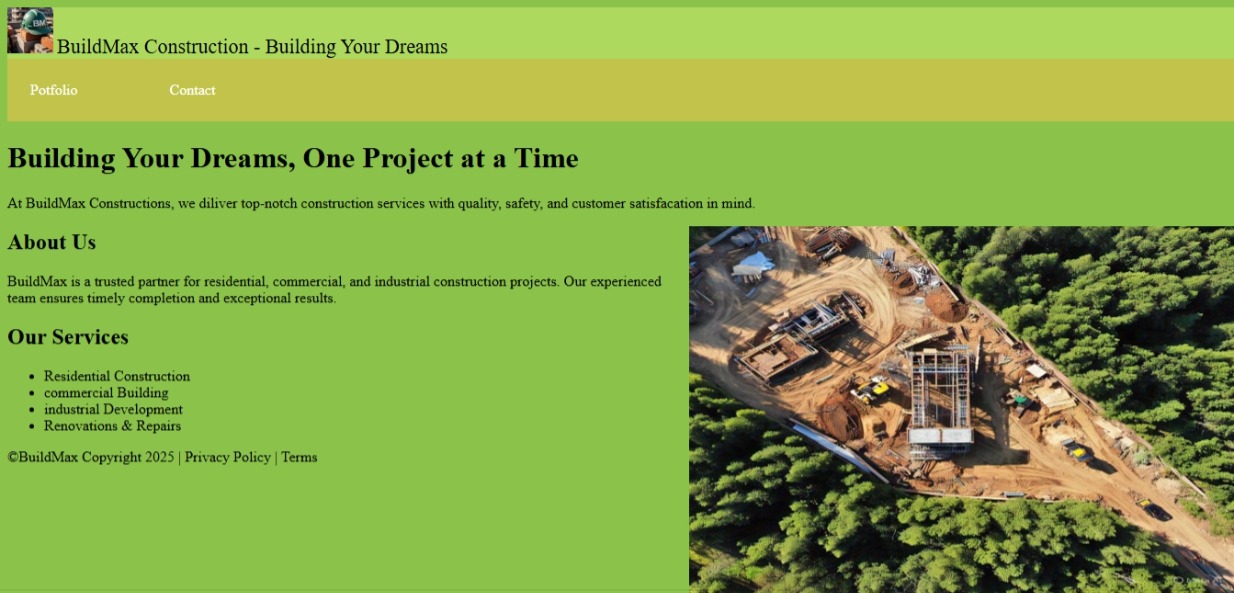 BM
BuildMax Construction - Building Your Dreams
Potfolio Contact
Building Your Dreams, One Project at a Time
At BuildMax Constructions, we diliver top-notch construction services with quality, safety, and customer satisfacation in mind.
About Us
BuildMax is a trusted partner for residential, commercial, and industrial construction projects. Our experienced
team ensures timely completion and exceptional results.
Our Services
• Residential Construction
• commercial Building
• industrial Development
• Renovations & Repairs
©BuildMax Copyright 2025 | Privacy Policy | Terms